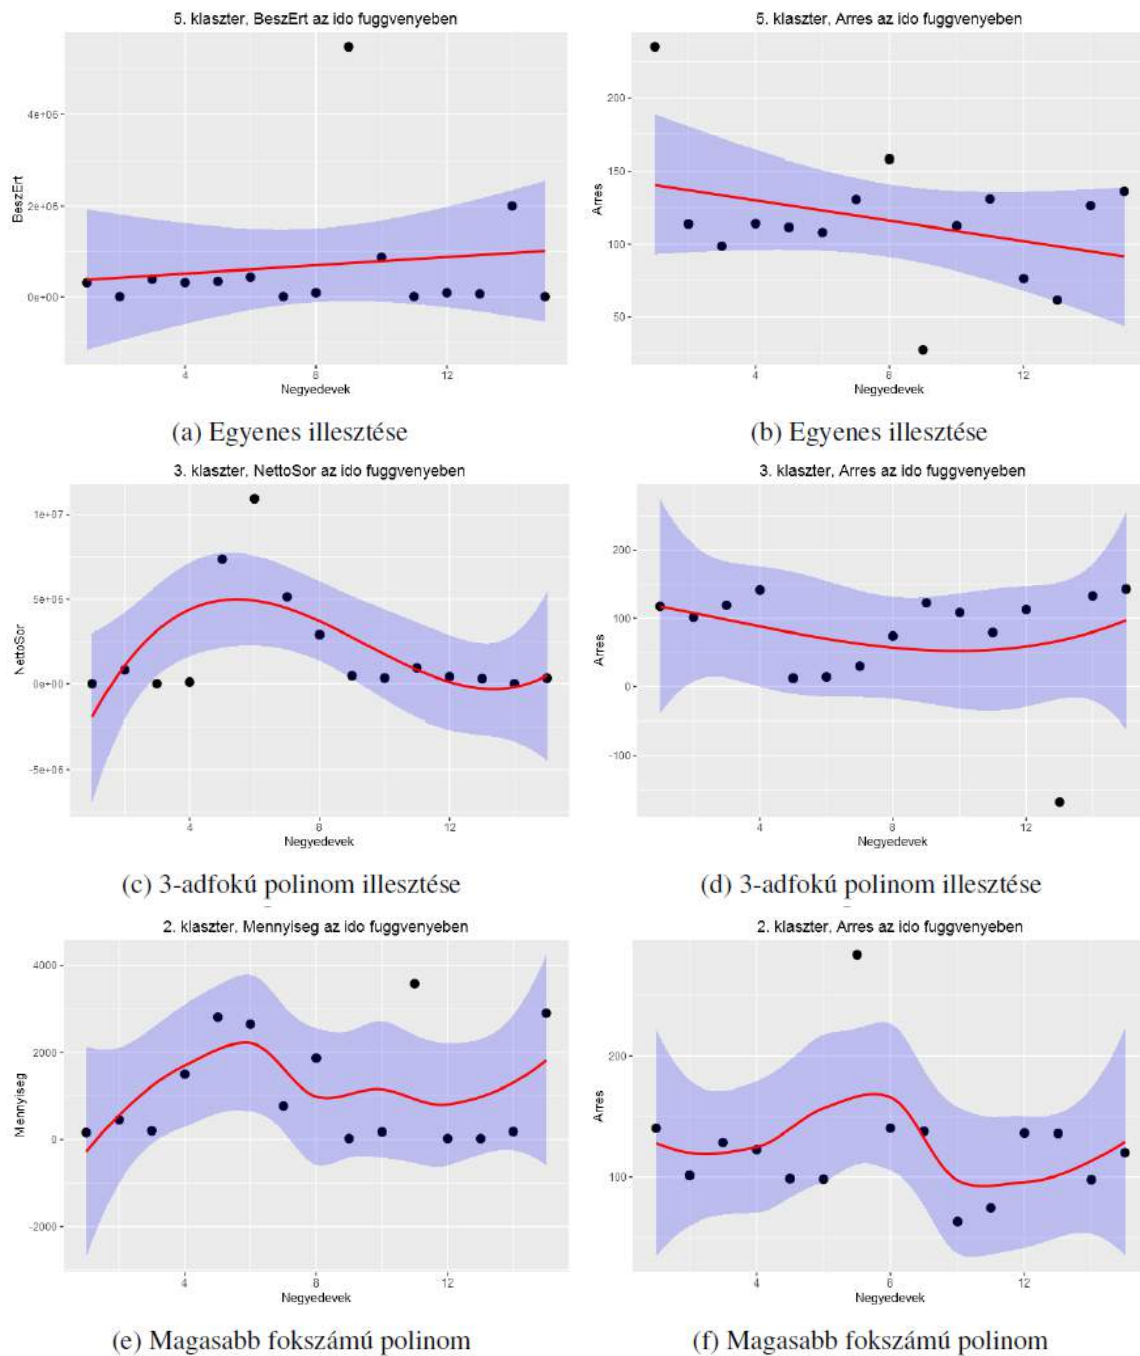 5. klaszter, BeszErt az ido fuggvenyeben
4e+05
2e+05
0e+00
BeszErt
4
8
12
Negyedevek
(a) Egyenes illesztése
5. klaszter, Arres az ido fuggvenyeben
200
150
100
50
Arres
4
8
12
Negyedevek
(b) Egyenes illesztése
3. klaszter, NettoSor az ido fuggvenyeben
1e+07
5e+06
0e+00
-5e+06
NettoSor
4
8
12
Negyedevek
(c) 3-adfokú polinom illesztése
3. klaszter, Arres az ido fuggvenyeben
200
100
0
-100
Arres
4
8
12
Negyedevek
(d) 3-adfokú polinom illesztése
2. klaszter, Mennyiseg az ido fuggvenyeben
4000
2000
0
-2000
Mennyiseg
4
8
12
Negyedevek
(e) Magasabb fokszámú polinom
2. klaszter, Arres az ido fuggvenyeben
200
100
Arres
4
8
12
Negyedevek
(f) Magasabb fokszámú polinom